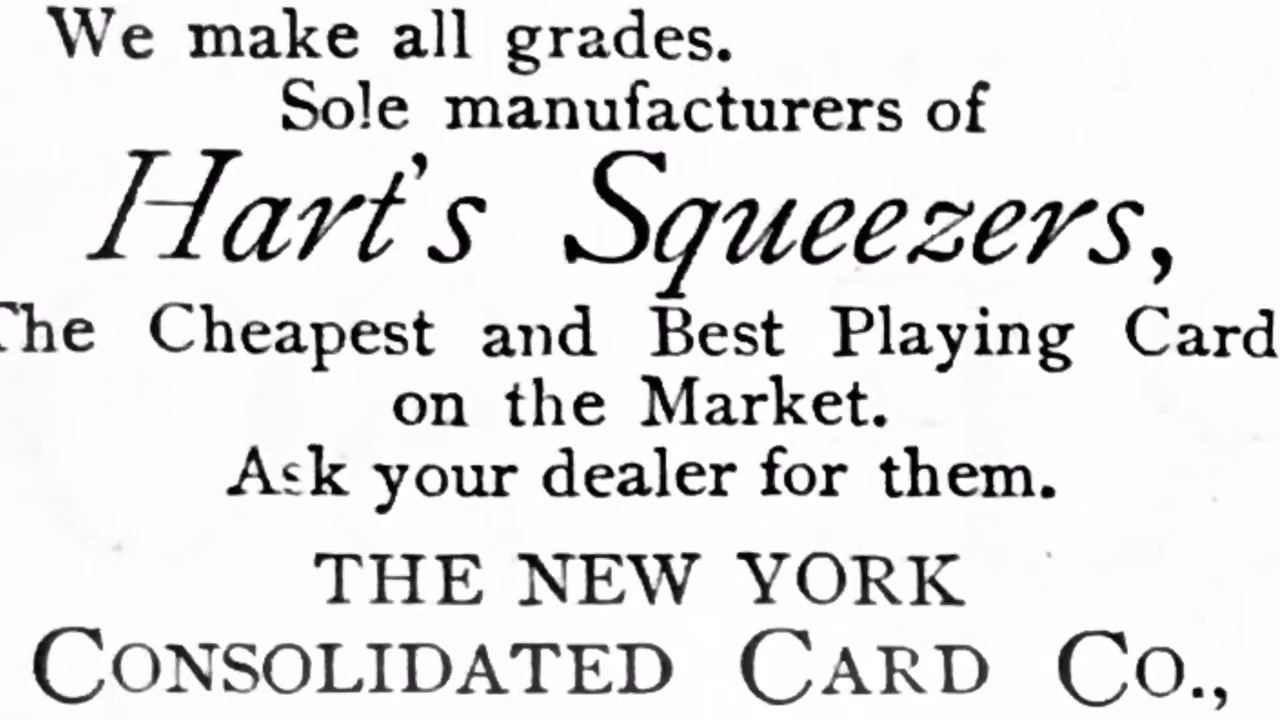 We make all grades.
Sole manufacturers of
Hart's Squeezers,
The Cheapest and Best Playing Card
on the Market.
Ask your dealer for them.
THE NEW YORK
CONSOLIDATED CARD CO.,